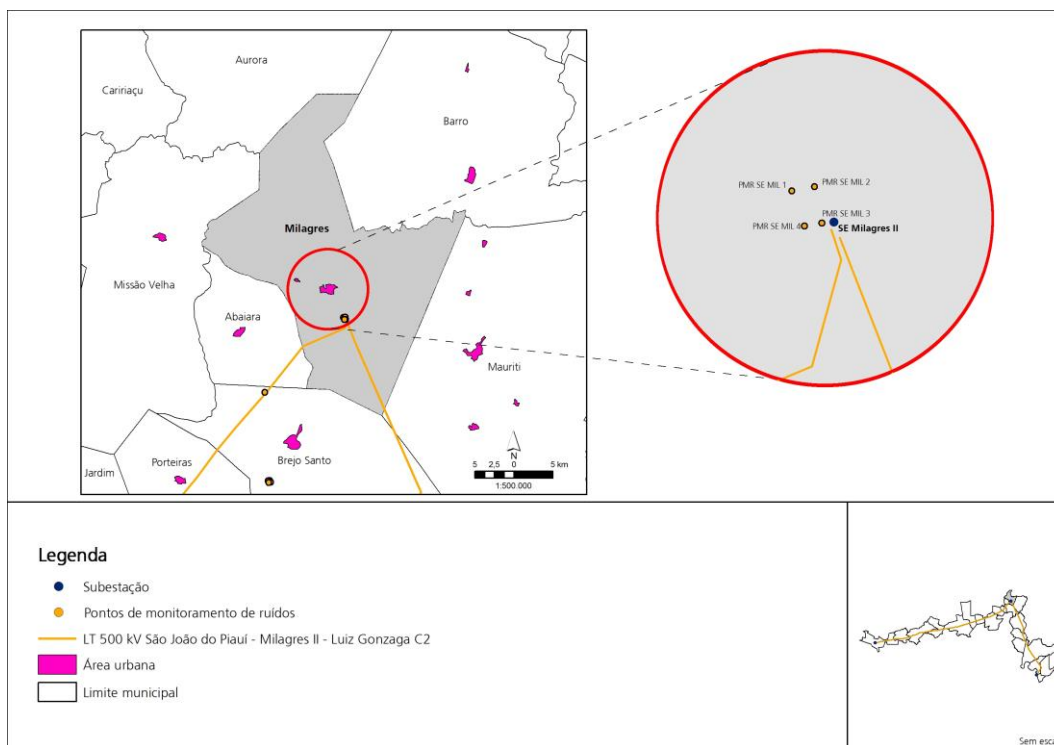 Aurora
Caririaçu
Barro
Milagres
Missão Velha
Abaiara
Mauriti
Brejo Santo
Porteiras
Jardim
N
5 2,5 0 5 km
1:500.000
PMR SE MIL 1
PMR SE MIL 2
PMR SE MIL 3
PMR SE MIL 4
SE Milagres II
Legenda
Subestação
Pontos de monitoramento de ruídos
LT 500 kV São João do Piauí - Milagres II - Luiz Gonzaga C2
Área urbana
Limite municipal
Sem esca